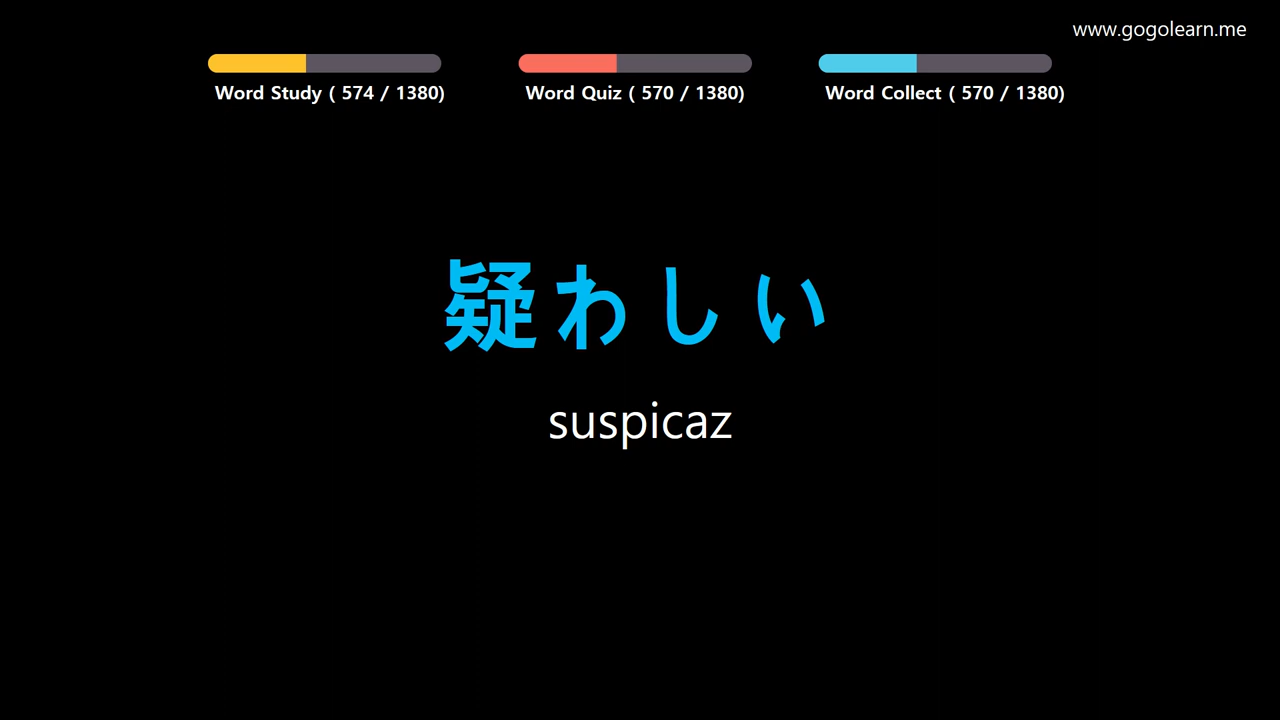 www.gogolearn.me
Word Study ( 574 / 1380)
Word Quiz ( 570 / 1380)
Word Collect ( 570 / 1380)
疑わしい
suspicaz